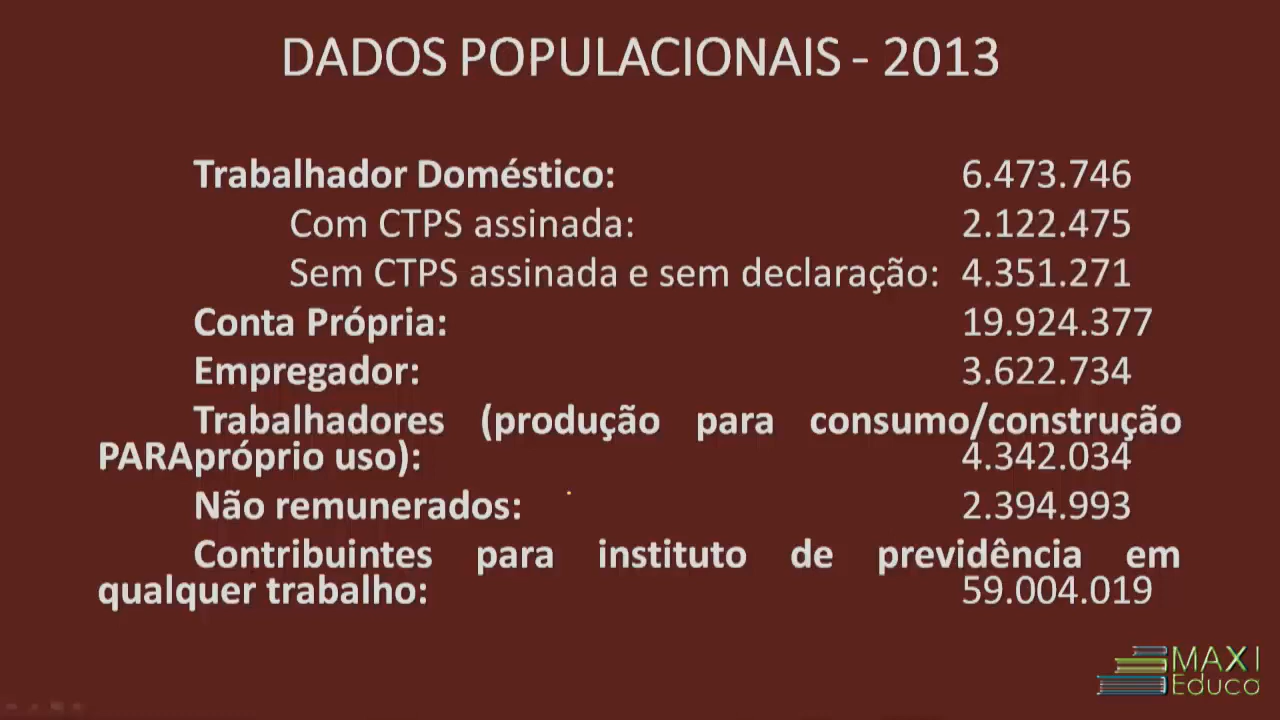 DADOS POPULACIONAIS - 2013
Trabalhador Doméstico: 6.473.746
Com CTPS assinada: 2.122.475
Sem CTPS assinada e sem declaração: 4.351.271
Conta Própria: 19.924.377
Empregador: 3.622.734
Trabalhadores (produção para consumo/construção
PARApróprio uso): 4.342.034
Não remunerados: 2.394.993
Contribuintes para instituto de previdência em
qualquer trabalho: 59.004.019
MAXI
Educa